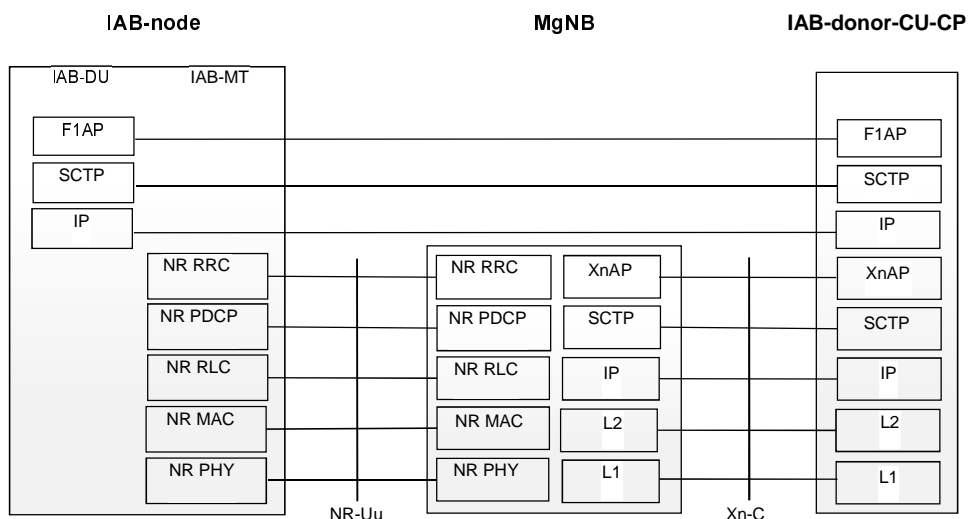 IAB-node MgNB IAB-donor-CU-CP
IAB-DU IAB-MT
F1AP F1AP
SCTP SCTP
IP IP
NR RRC NR RRC XnAP XnAP
NR PDCP NR PDCP SCTP SCTP
NR RLC NR RLC IP IP
NR MAC NR MAC L2 L2
NR PHY NR PHY L1 L1
NR-Uu Xn-C